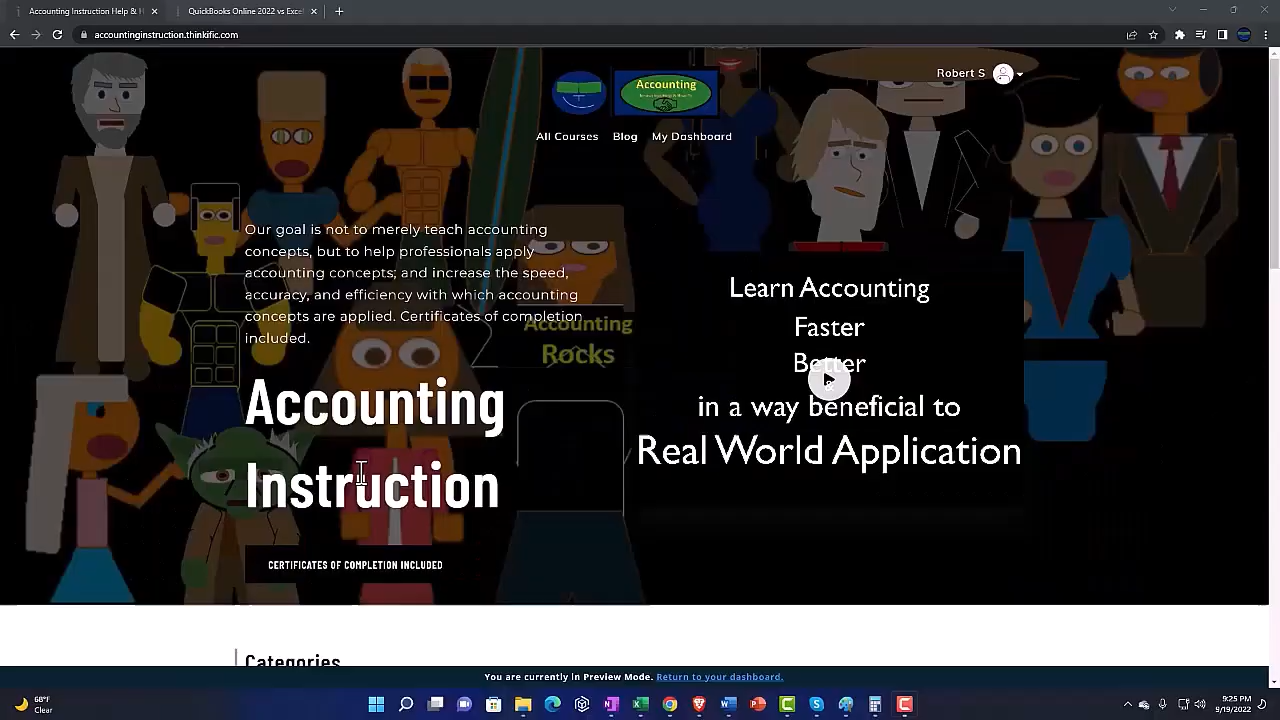 Accounting Instruction Help & H
QuickBooks Online 2022 vs Excel
accountinginstruction.thinkific.com
Robert S
Accounting
All Courses
Blog
My Dashboard
Our goal is not to merely teach accounting
concepts, but to help professionals apply
accounting concepts; and increase the speed,
accuracy, and efficiency with which accounting
concepts are applied. Certificates of completion
included.
Accounting
Rocks
Accounting
Instruction
CERTIFICATES OF COMPLETION INCLUDED
Learn Accounting
Faster
Better
&
in a way beneficial to
Real World Application
Categories
You are currently in Preview Mode. Return to your dashboard.
68°F
Clear
9:25 PM
9/19/2022